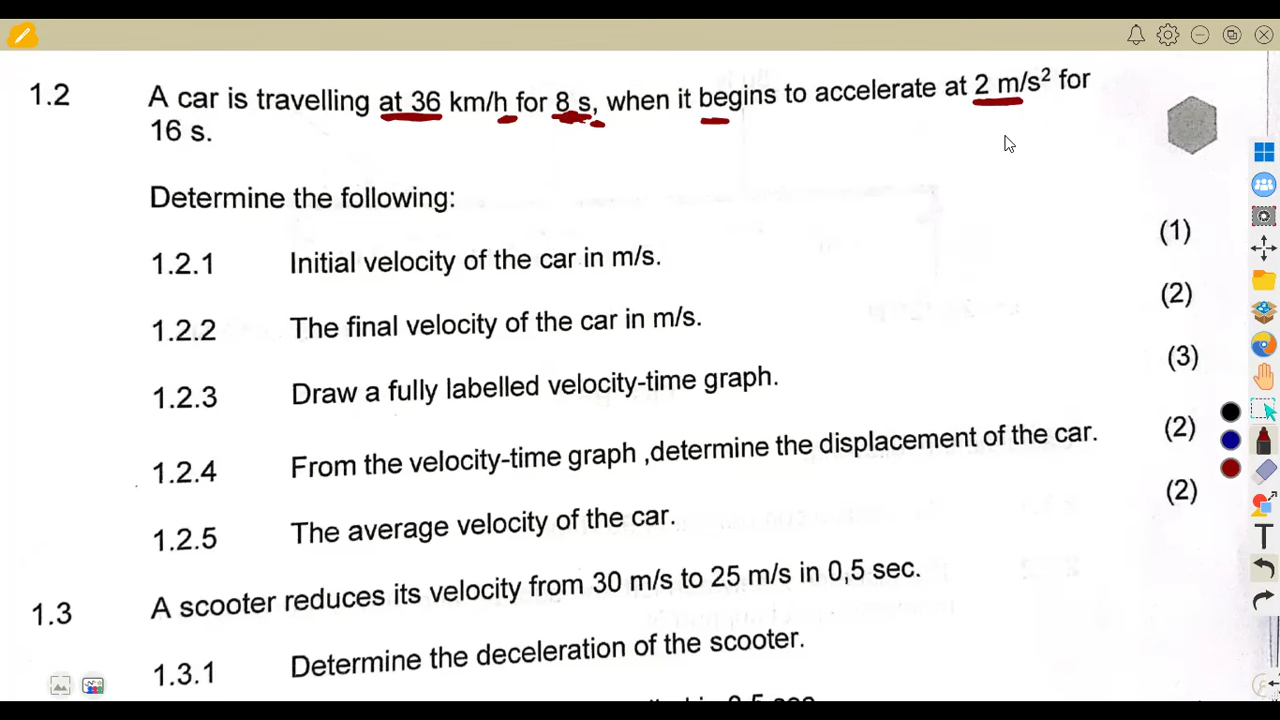 1.2 A car is travelling at 36 km/h for 8 s, when it begins to accelerate at 2 m/s² for
16 s.
Determine the following:
1.2.1 Initial velocity of the car in m/s. (1)
1.2.2 The final velocity of the car in m/s. (2)
1.2.3 Draw a fully labelled velocity-time graph. (3)
1.2.4 From the velocity-time graph ,determine the displacement of the car. (2)
1.2.5 The average velocity of the car. (2)
1.3 A scooter reduces its velocity from 30 m/s to 25 m/s in 0,5 sec.
1.3.1 Determine the deceleration of the scooter.